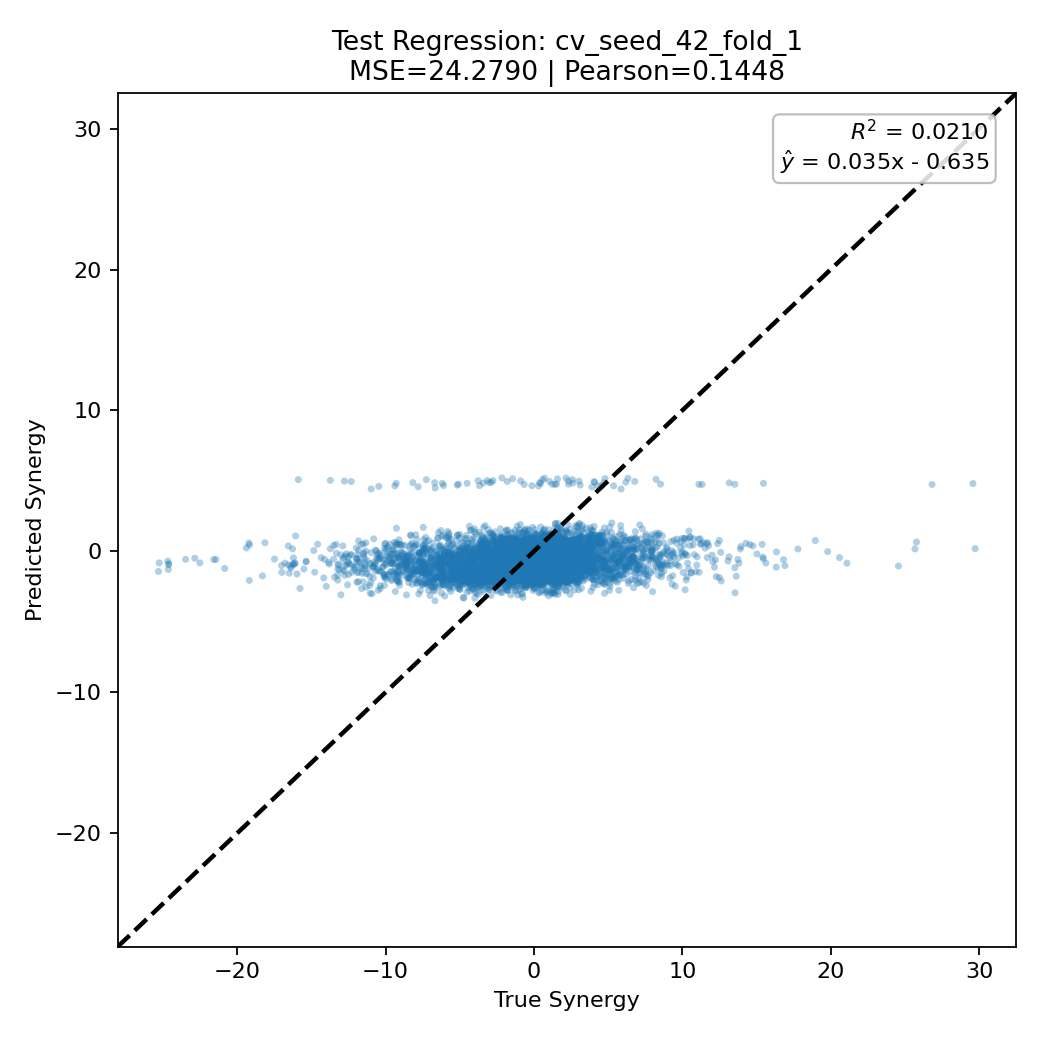 Test Regression: cv_seed_42_fold_1
MSE=24.2790 | Pearson=0.1448
R² = 0.0210
ŷ = 0.035x - 0.635
30
20
10
0
−10
−20
Predicted Synergy
−20 −10 0 10 20 30
True Synergy